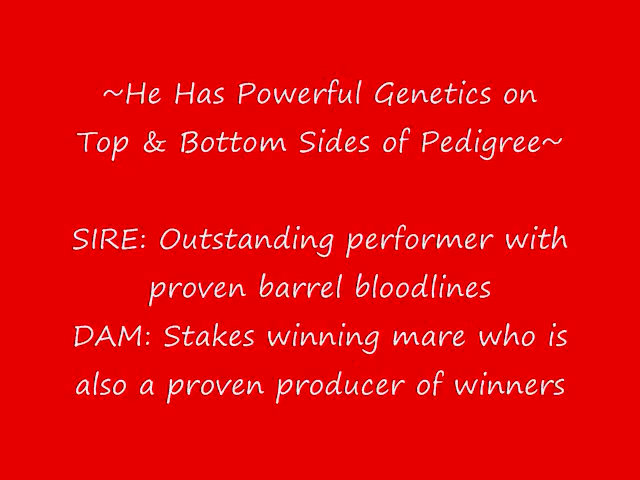 ~He Has Powerful Genetics on
Top & Bottom Sides of Pedigree~
SIRE: Outstanding performer with
proven barrel bloodlines
DAM: Stakes winning mare who is
also a proven producer of winners